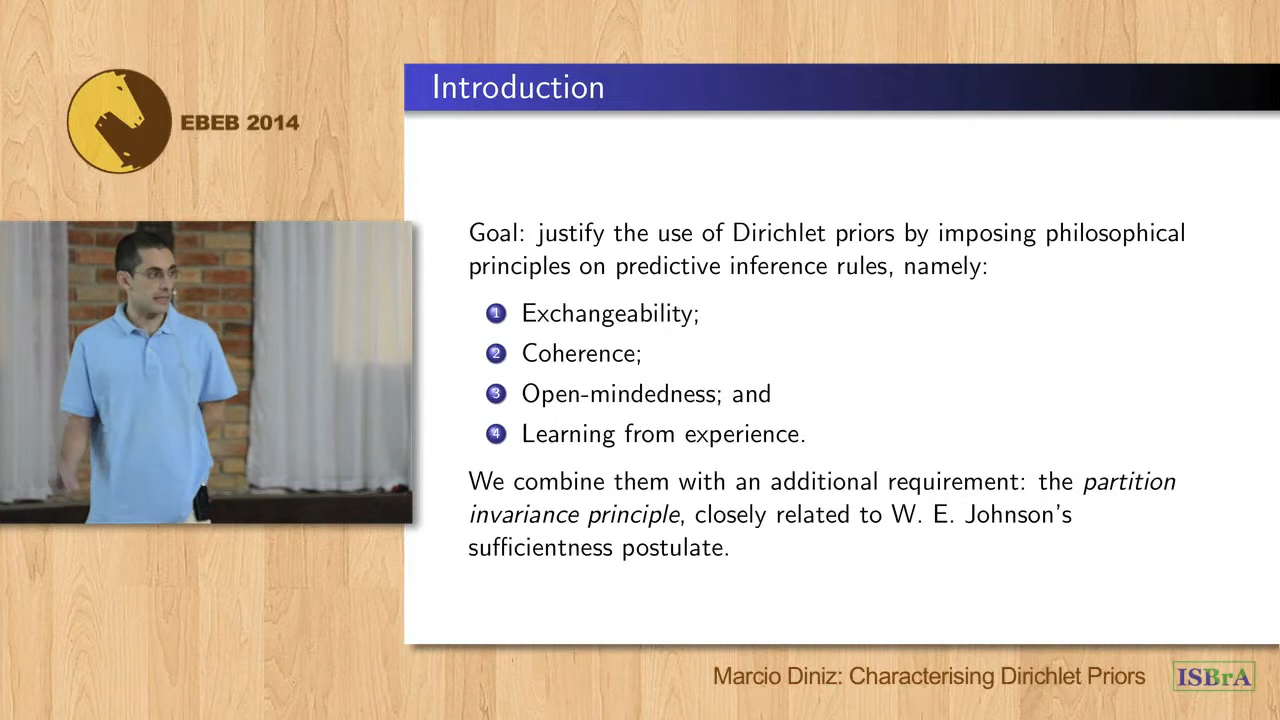 EBEB 2014
Introduction
Goal: justify the use of Dirichlet priors by imposing philosophical
principles on predictive inference rules, namely:
1 Exchangeability;
2 Coherence;
3 Open-mindedness; and
4 Learning from experience.
We combine them with an additional requirement: the partition
invariance principle, closely related to W. E. Johnson's
sufficientness postulate.
Marcio Diniz: Characterising Dirichlet Priors
ISBrA